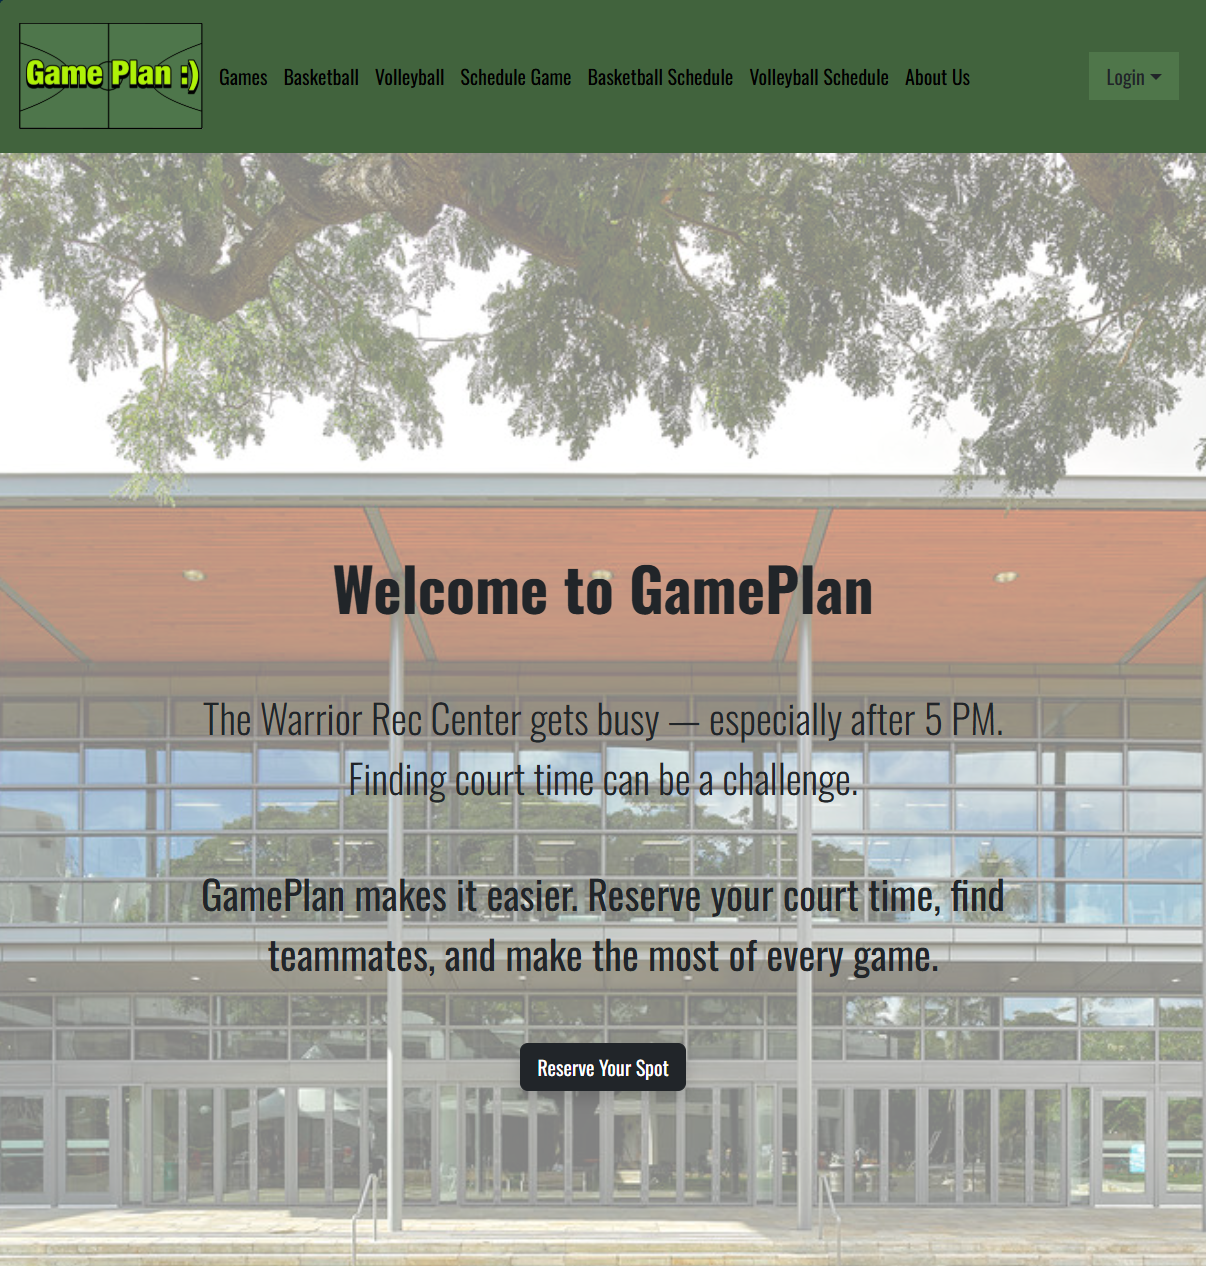 Game Plan :)
Games Basketball Volleyball Schedule Game Basketball Schedule Volleyball Schedule About Us Login
Welcome to GamePlan
The Warrior Rec Center gets busy — especially after 5 PM.
Finding court time can be a challenge.
GamePlan makes it easier. Reserve your court time, find
teammates, and make the most of every game.
Reserve Your Spot